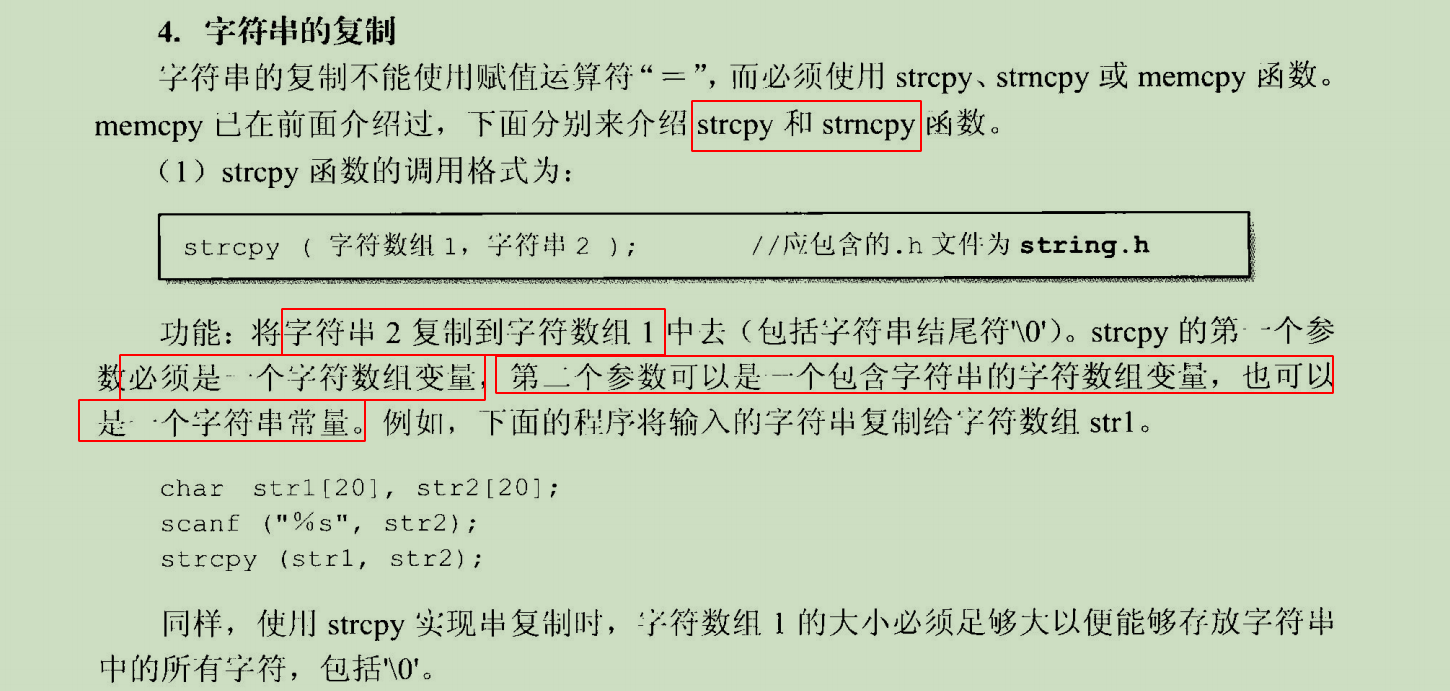 4. 字符串的复制
字符串的复制不能使用赋值运算符“＝”，而必须使用 strcpy、strncpy 或 memcpy 函数。
memcpy 已在前面介绍过，下面分别来介绍 strcpy 和 strncpy 函数。
（1）strcpy 函数的调用格式为：
strcpy ( 字符数组 1, 字符串 2 ); //应包含的.h 文件为 string.h
功能：将字符串 2 复制到字符数组 1 中去（包括字符串结尾符'\0'）。strcpy 的第一个参
数必须是一个字符数组变量，第二个参数可以是一个包含字符串的字符数组变量，也可以
是一个字符串常量。例如，下面的程序将输入的字符串复制给字符数组 str1。
char str1[20], str2[20];
scanf ("%s", str2);
strcpy (str1, str2);
同样，使用 strcpy 实现串复制时，字符数组 1 的大小必须足够大以便能够存放字符串
中的所有字符，包括'\0'。